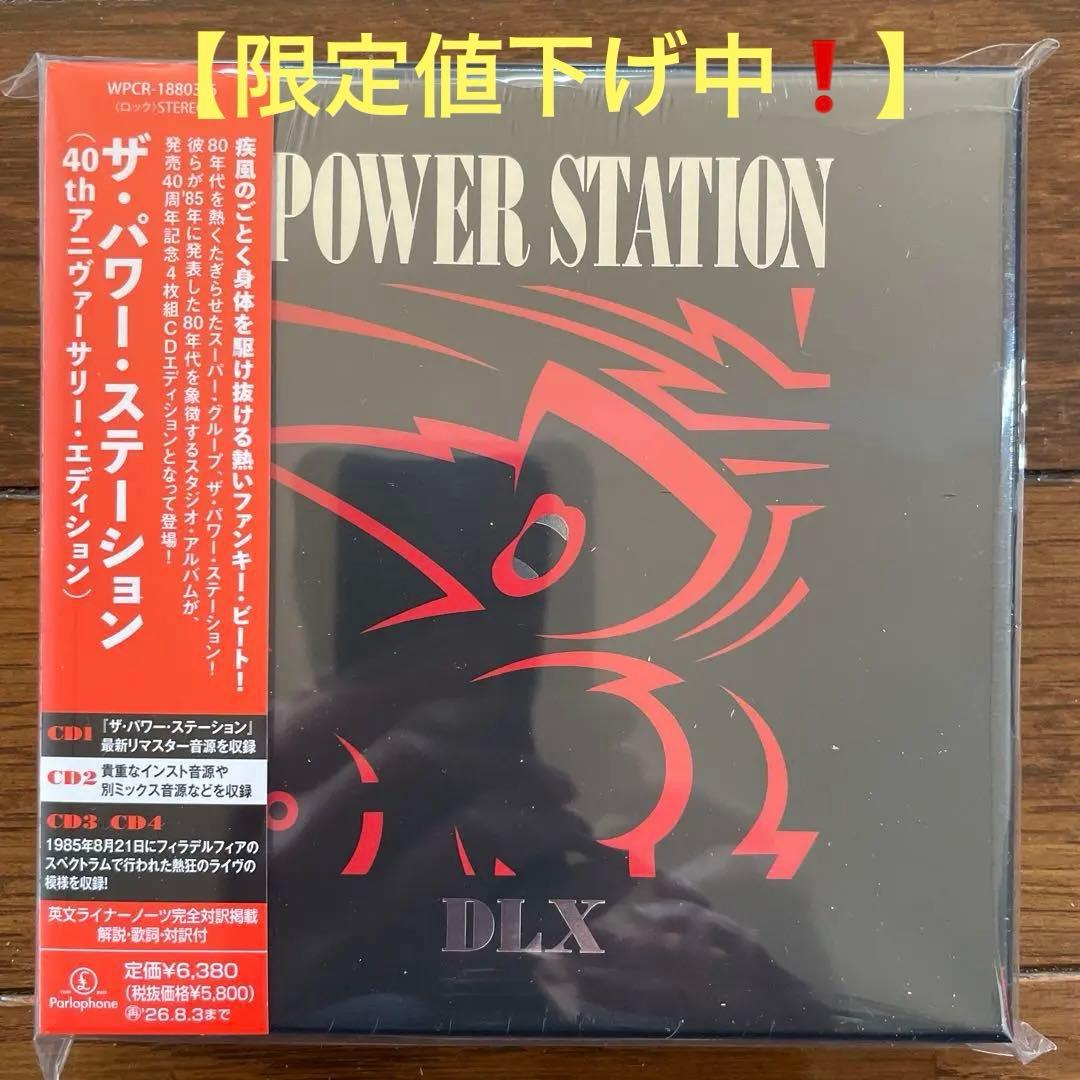 【限定値下げ中❗】
WPCR-18803/6
〈ロック〉STEREO
疾風のごとく身体を駆け抜ける熱いファンキー・ビート!
80年代を熱くたぎらせたスーパー・グループ、ザ・パワー・ステーション!
彼らが'85年に発表した80年代を象徴するスタジオ・アルバムが、
発売40周年記念4枚組CDエディションとなって登場!
ザ・パワー・ステーション
(40thアニヴァーサリー・エディション)
POWER STATION
DLX
CD1 『ザ・パワー・ステーション』
最新リマスター音源を収録
CD2 貴重なインスト音源や
別ミックス音源などを収録
CD3 CD4
1985年8月21日にフィラデルフィアの
スペクトラムで行われた熱狂のライヴの
模様を収録!
英文ライナーノーツ完全対訳掲載
解説・歌詞・対訳付
Parlophone
定価¥6,380
(税抜価格¥5,800)
再'26.8.3まで